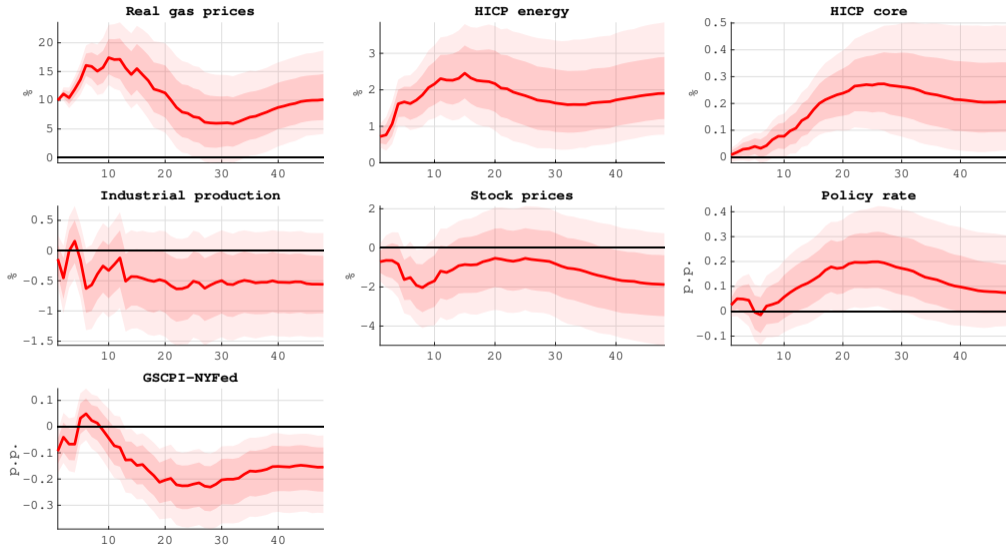 Real gas prices
%
20
15
10
5
0
10 20 30 40
HICP energy
%
3
2
1
0
10 20 30 40
HICP core
%
0.5
0.4
0.3
0.2
0.1
0
10 20 30 40
Industrial production
%
0.5
0
-0.5
-1
-1.5
10 20 30 40
Stock prices
%
2
0
-2
-4
10 20 30 40
Policy rate
p.p.
0.4
0.3
0.2
0.1
0
-0.1
10 20 30 40
GSCPI-NYFed
p.p.
0.1
0
-0.1
-0.2
-0.3
10 20 30 40